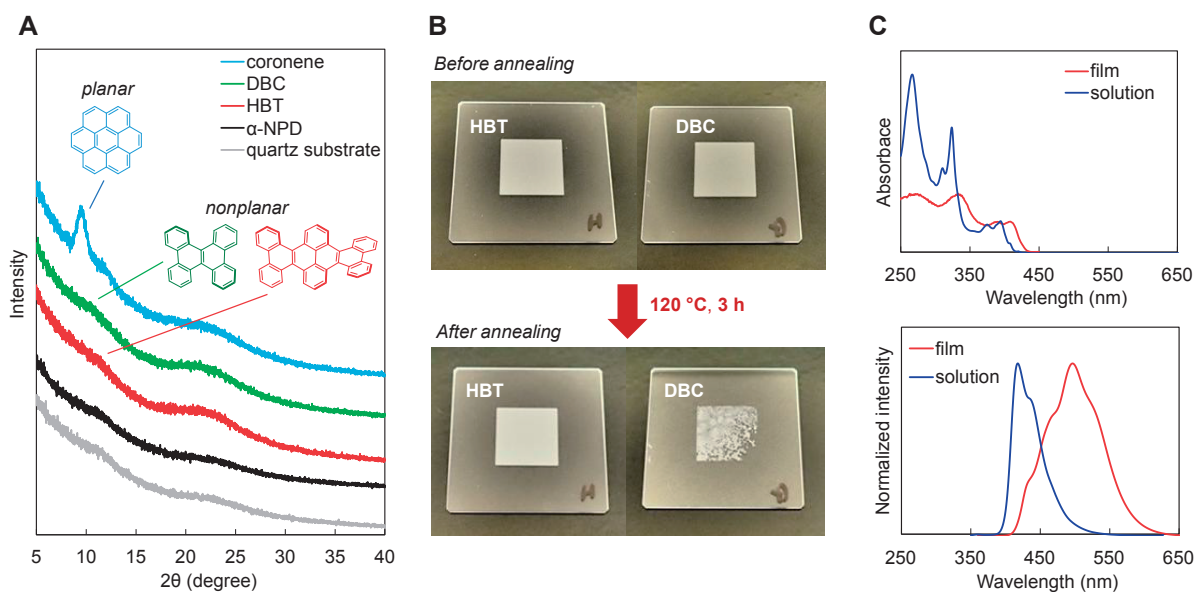 A
coronene
DBC
HBT
α-NPD
quartz substrate
planar
nonplanar
Intensity
5
10
15
20
25
30
35
40
2θ (degree)
B
Before annealing
HBT
DBC
H
D
120 °C, 3 h
After annealing
HBT
DBC
H
D
C
film
solution
Absorbace
250
350
450
550
650
Wavelength (nm)
film
solution
Normalized intensity
250
350
450
550
650
Wavelength (nm)